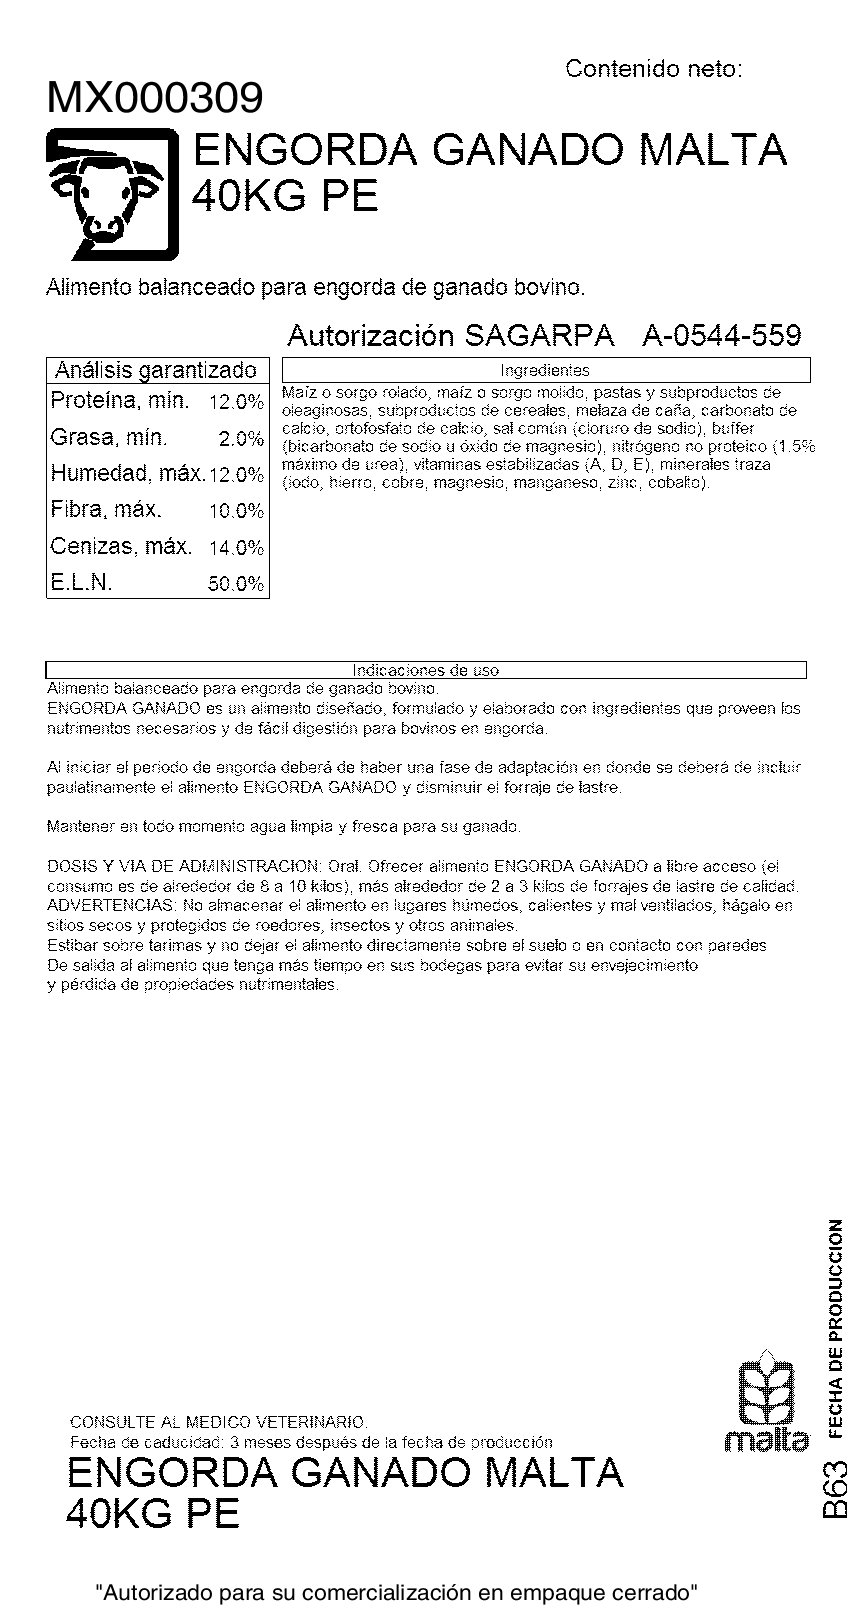 Contenido neto:
MX000309
ENGORDA GANADO MALTA
40KG PE
Alimento balanceado para engorda de ganado bovino.
Autorización SAGARPA A-0544-559
Análisis garantizado
Proteína, mín. 12.0%
Grasa, mín. 2.0%
Humedad, máx. 12.0%
Fibra, máx. 10.0%
Cenizas, máx. 14.0%
E.L.N. 50.0%
Ingredientes
Maíz o sorgo rolado, maíz o sorgo molido, pastas y subproductos de
oleaginosas, subproductos de cereales, melaza de caña, carbonato de
calcio, ortofosfato de calcio, sal común (cloruro de sodio), buffer
(bicarbonato de sodio u óxido de magnesio), nitrógeno no proteico (1.5%
máximo de urea), vitaminas estabilizadas (A, D, E), minerales traza
(iodo, hierro, cobre, magnesio, manganeso, zinc, cobalto).
Indicaciones de uso
Alimento balanceado para engorda de ganado bovino.
ENGORDA GANADO es un alimento diseñado, formulado y elaborado con ingredientes que proveen los
nutrimentos necesarios y de fácil digestión para bovinos en engorda.
Al iniciar el periodo de engorda deberá de haber una fase de adaptación en donde se deberá de incluir
paulatinamente el alimento ENGORDA GANADO y disminuir el forraje de lastre.
Mantener en todo momento agua limpia y fresca para su ganado.
DOSIS Y VIA DE ADMINISTRACION: Oral. Ofrecer alimento ENGORDA GANADO a libre acceso (el
consumo es de alrededor de 8 a 10 kilos), más alrededor de 2 a 3 kilos de forrajes de lastre de calidad.
ADVERTENCIAS: No almacenar el alimento en lugares húmedos, calientes y mal ventilados, hágalo en
sitios secos y protegidos de roedores, insectos y otros animales.
Estibar sobre tarimas y no dejar el alimento directamente sobre el suelo o en contacto con paredes
De salida al alimento que tenga más tiempo en sus bodegas para evitar su envejecimiento
y pérdida de propiedades nutrimentales.
FECHA DE PRODUCCION
B63
malta
CONSULTE AL MEDICO VETERINARIO.
Fecha de caducidad: 3 meses después de la fecha de producción
ENGORDA GANADO MALTA
40KG PE
"Autorizado para su comercialización en empaque cerrado"